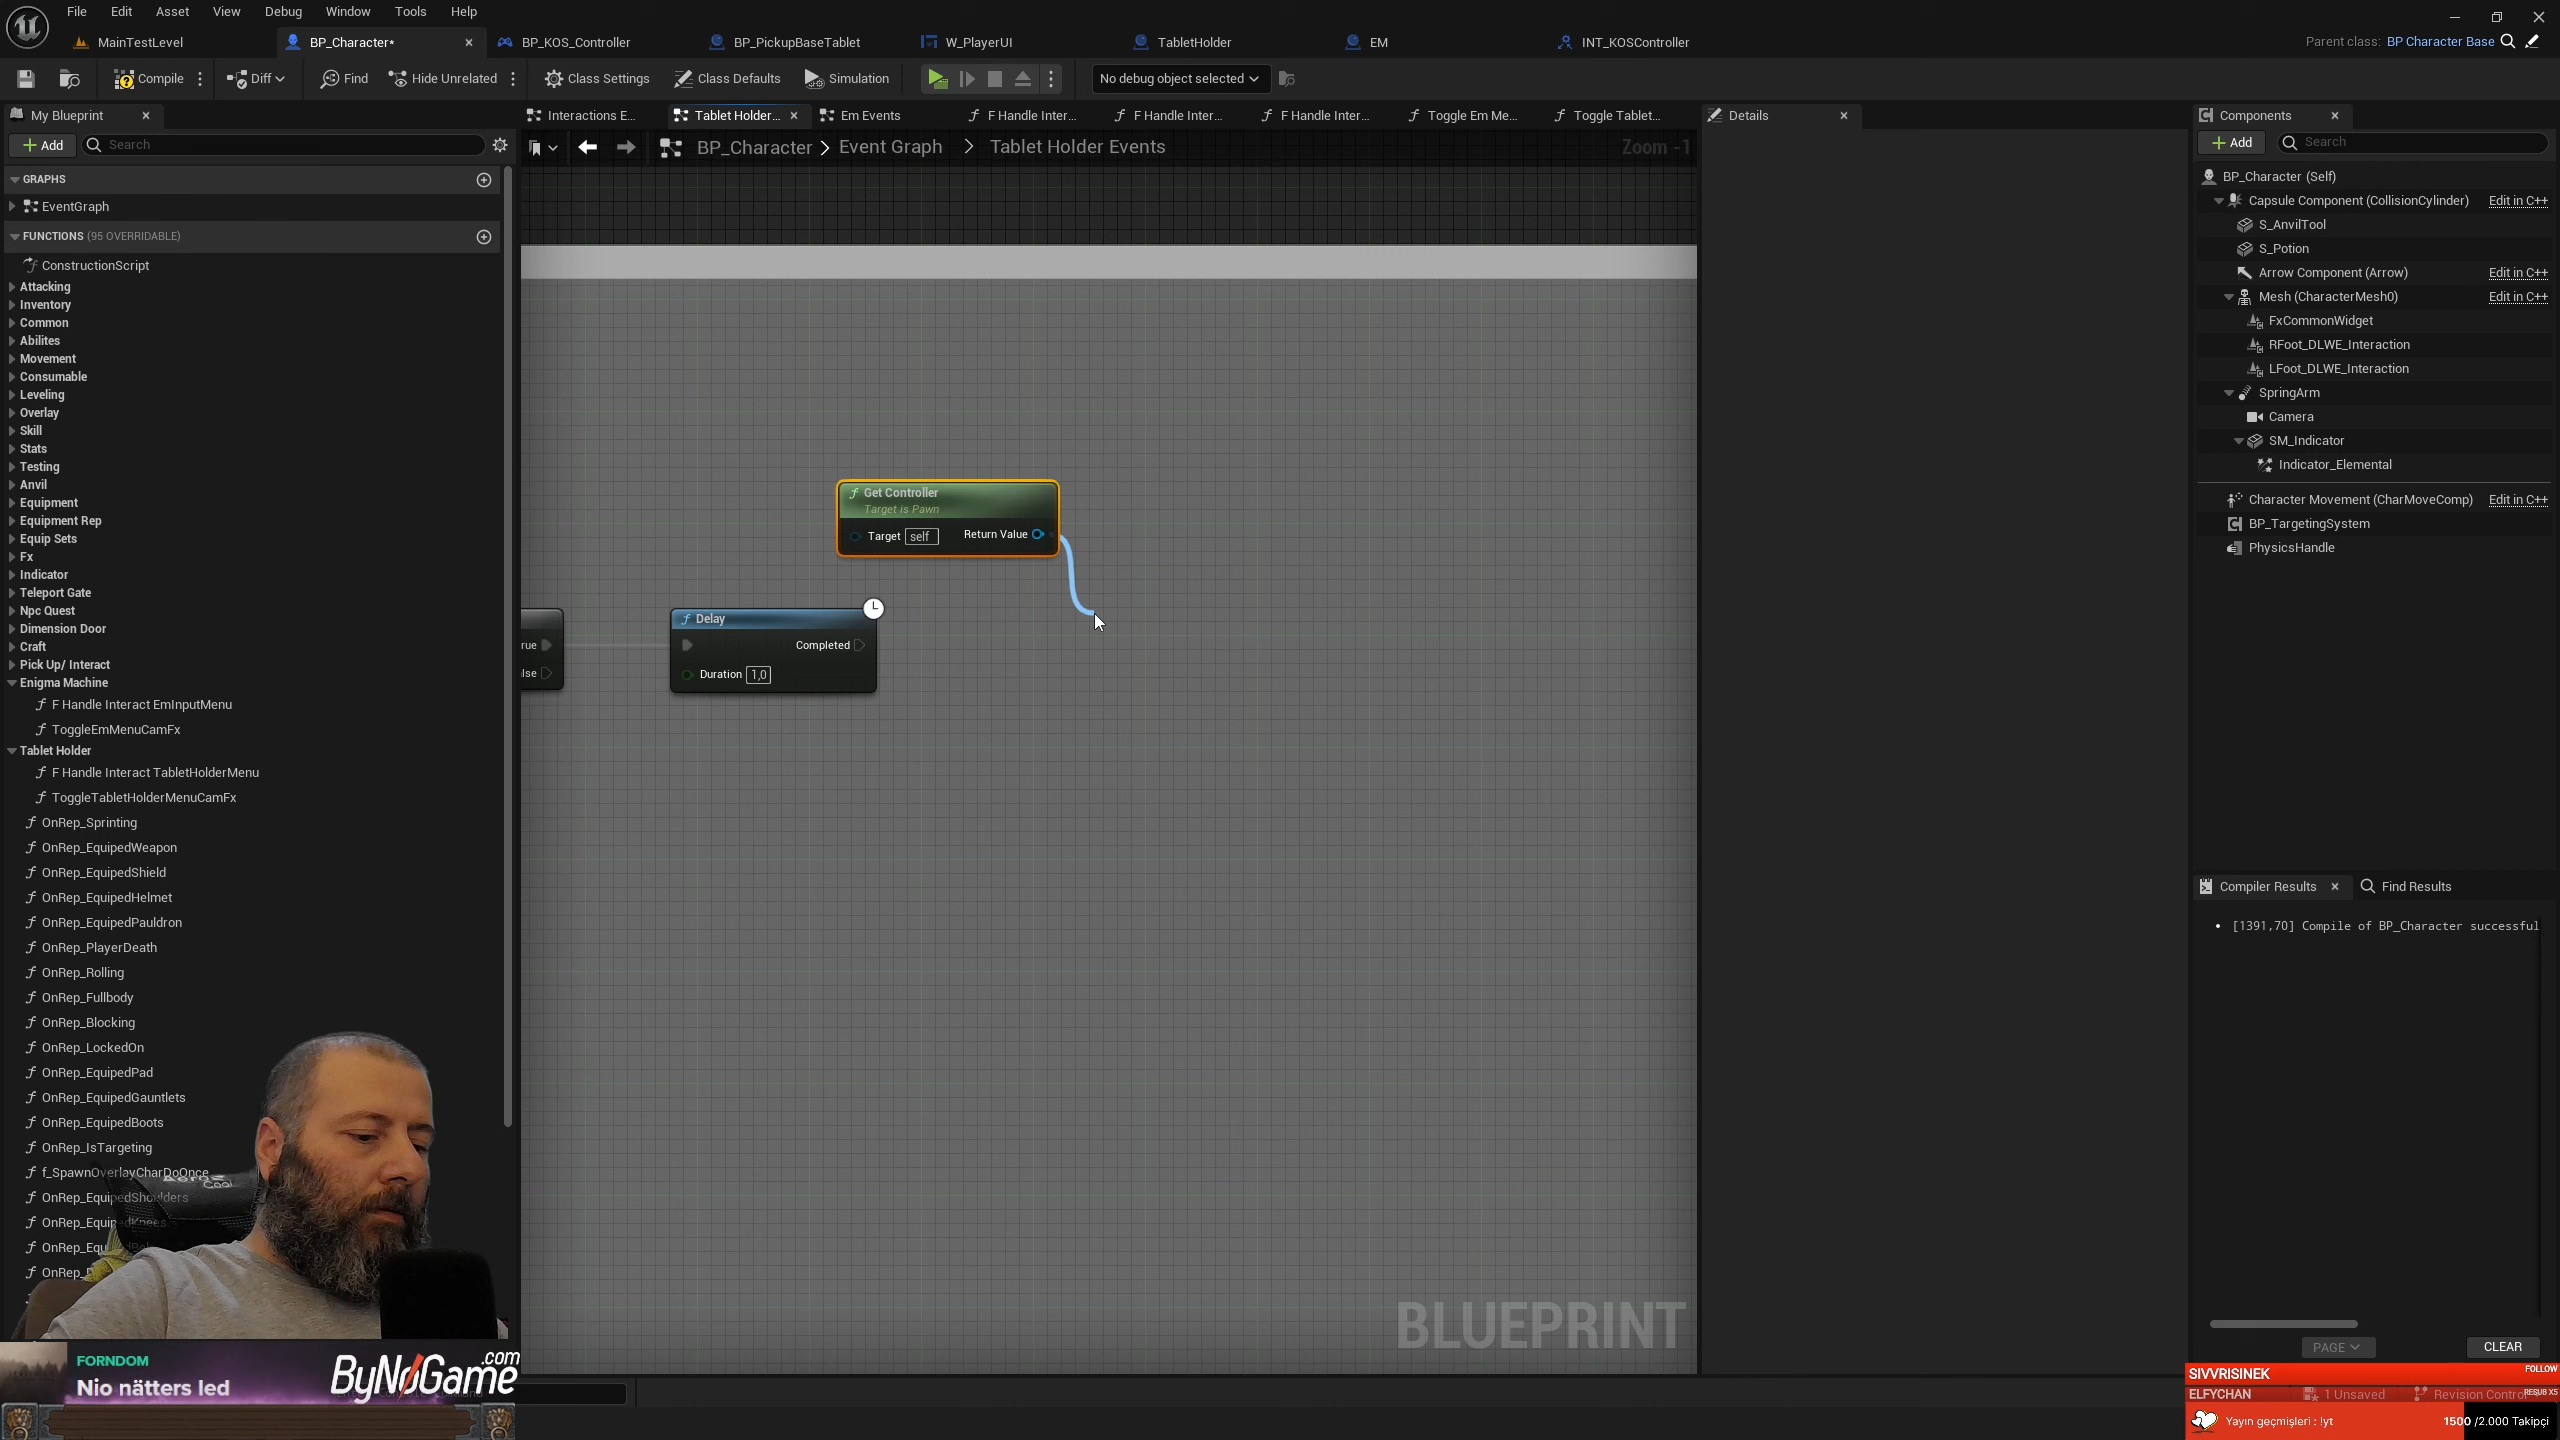 File Edit Asset View Debug Window Tools Help
MainTestLevel
BP_Character*
BP_KOS_Controller
BP_PickupBaseTablet
W_PlayerUI
TabletHolder
EM
INT_KOSController
Parent class: BP Character Base
Compile
Diff
Find
Hide Unrelated
Class Settings
Class Defaults
Simulation
No debug object selected
My Blueprint
Interactions E...
Tablet Holder...
Em Events
F Handle Inter...
F Handle Inter...
F Handle Inter...
Toggle Em Me...
Toggle Tablet...
Details
Components
Add
Search
BP_Character > Event Graph > Tablet Holder Events
Zoom -1
Add
Search
GRAPHS
EventGraph
FUNCTIONS (95 OVERRIDABLE)
ConstructionScript
Attacking
Inventory
Common
Abilites
Movement
Consumable
Leveling
Overlay
Skill
Stats
Testing
Anvil
Equipment
Equipment Rep
Equip Sets
Fx
Indicator
Teleport Gate
Npc Quest
Dimension Door
Craft
Pick Up/ Interact
Enigma Machine
F Handle Interact EmInputMenu
ToggleEmMenuCamFx
Tablet Holder
F Handle Interact TabletHolderMenu
ToggleTabletHolderMenuCamFx
OnRep_Sprinting
OnRep_EquipedWeapon
OnRep_EquipedShield
OnRep_EquipedHelmet
OnRep_EquipedPauldron
OnRep_PlayerDeath
OnRep_Rolling
OnRep_Fullbody
OnRep_Blocking
OnRep_LockedOn
OnRep_EquipedPad
OnRep_EquipedGauntlets
OnRep_EquipedBoots
OnRep_IsTargeting
f_SpawnOverlayCharDoOnce
OnRep_EquipedShoulders
OnRep_EquipedKnees
Get Controller
Target is Pawn
Target self
Return Value
rue
lse
Delay
Completed
Duration 1,0
BLUEPRINT
BP_Character (Self)
Capsule Component (CollisionCylinder) Edit in C++
S_AnvilTool
S_Potion
Arrow Component (Arrow) Edit in C++
Mesh (CharacterMesh0) Edit in C++
FxCommonWidget
RFoot_DLWE_Interaction
LFoot_DLWE_Interaction
SpringArm
Camera
SM_Indicator
Indicator_Elemental
Character Movement (CharMoveComp) Edit in C++
BP_TargetingSystem
PhysicsHandle
Compiler Results
Find Results
[1391,70] Compile of BP_Character successful
PAGE
CLEAR
FORNDOM
Nio nätters led
ByNoGame.com
SIVVRISINEK FOLLOW
ELFYCHAN
1 Unsaved
Revision Control
RESUB X5
Yayın geçmişleri : !yt
1500 /2.000 Takipçi